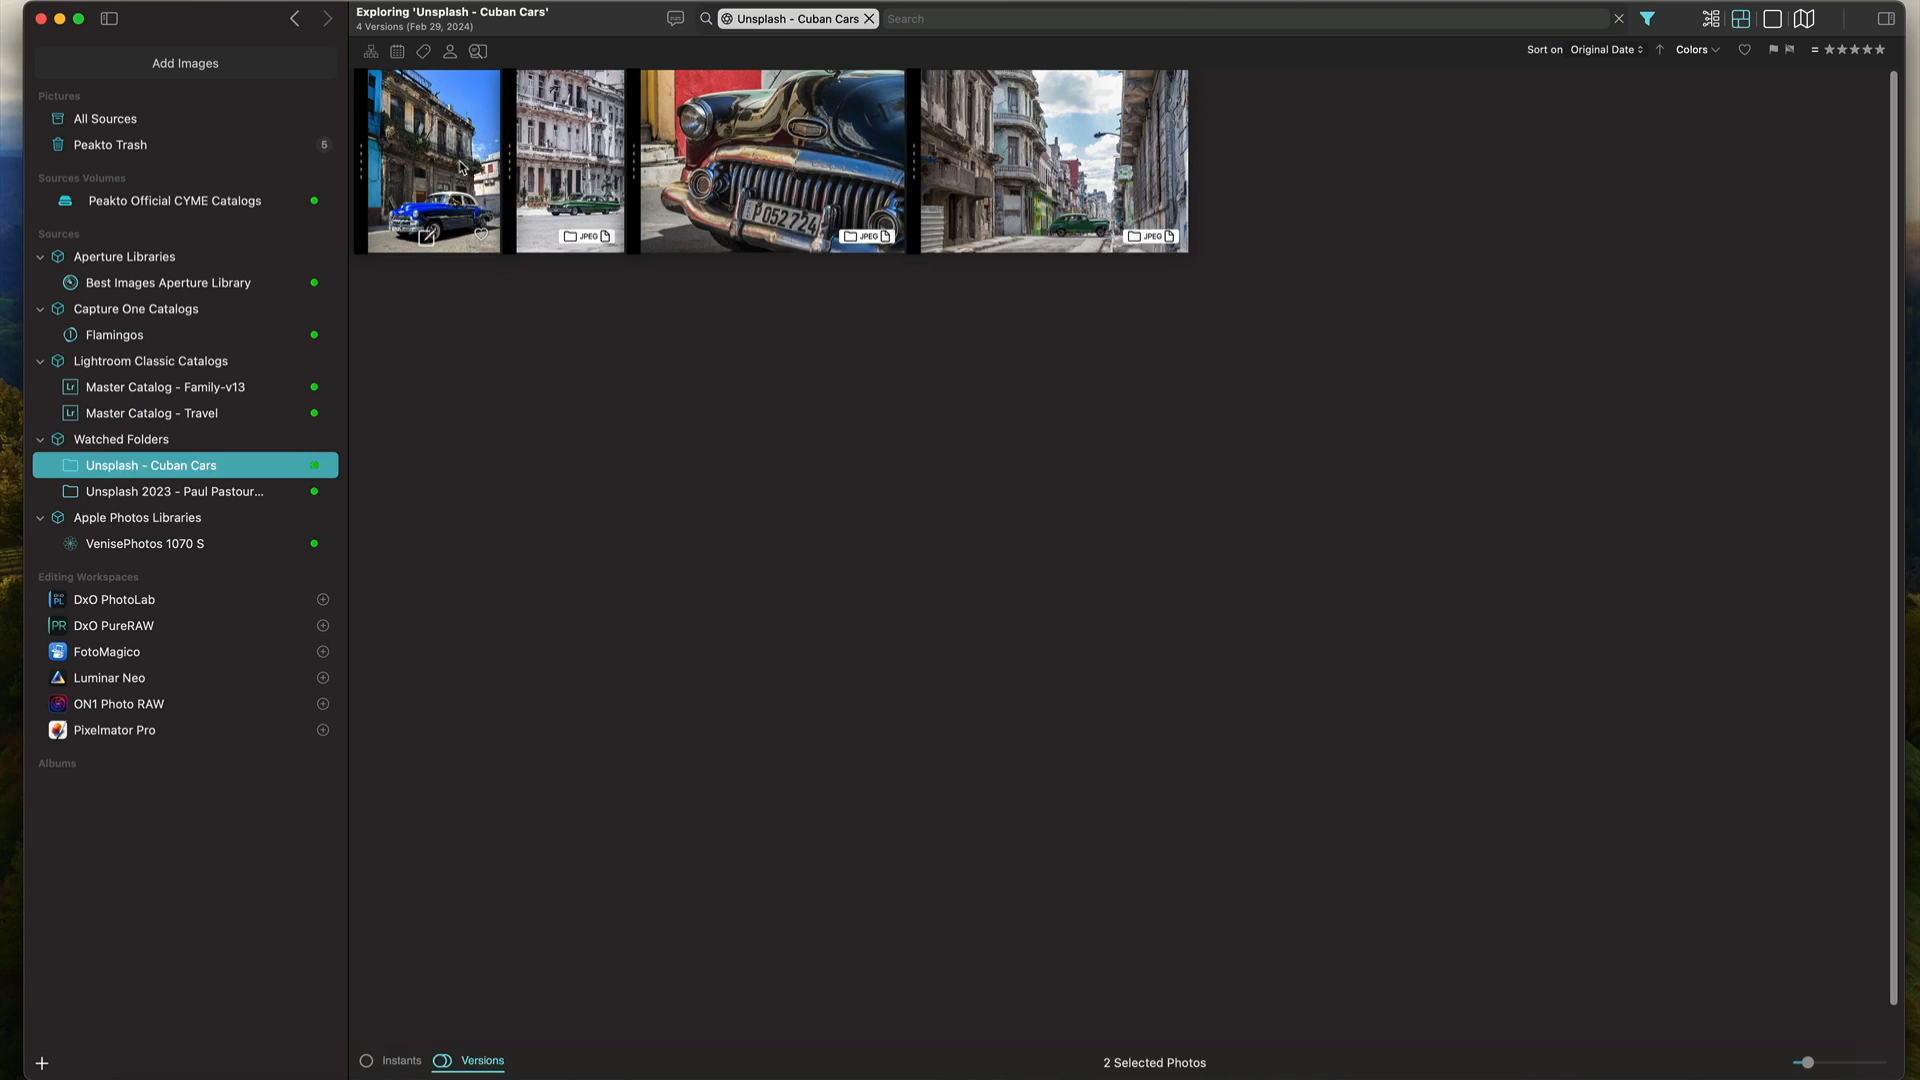 Exploring 'Unsplash - Cuban Cars'
4 Versions (Feb 29, 2024)
Unsplash - Cuban Cars
Search
Sort on Original Date
Colors
Add Images
Pictures
All Sources
Peakto Trash 5
Sources Volumes
Peakto Official CYME Catalogs
Sources
Aperture Libraries
Best Images Aperture Library
Capture One Catalogs
Flamingos
Lightroom Classic Catalogs
Lr Master Catalog - Family-v13
Lr Master Catalog - Travel
Watched Folders
Unsplash - Cuban Cars
Unsplash 2023 - Paul Pastour...
Apple Photos Libraries
VenisePhotos 1070 S
Editing Workspaces
PL DxO PhotoLab
PR DxO PureRAW
FotoMagico
Luminar Neo
ON1 Photo RAW
Pixelmator Pro
Albums
P052724
JPEG
JPEG
JPEG
Instants
Versions
2 Selected Photos